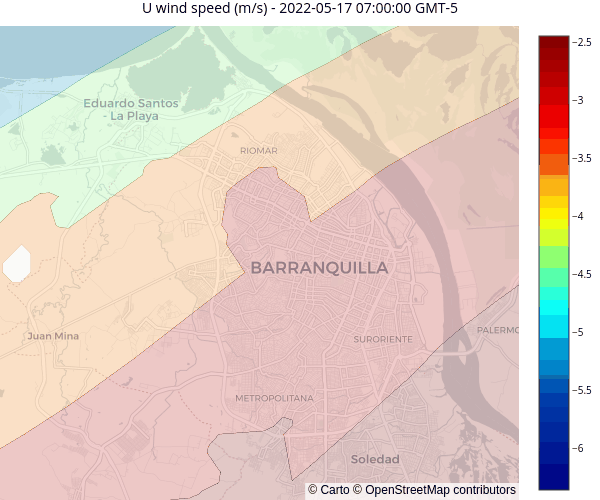 U wind speed (m/s) - 2022-05-17 07:00:00 GMT-5
−2.5
Eduardo Santos
- La Playa
−3
RIOMAR
−3.5
−4
−4.5
BARRANQUILLA
Juan Mina
SURORIENTE
PALERMO
−5
−5.5
METROPOLITANA
Soledad
−6
© Carto © OpenStreetMap contributors